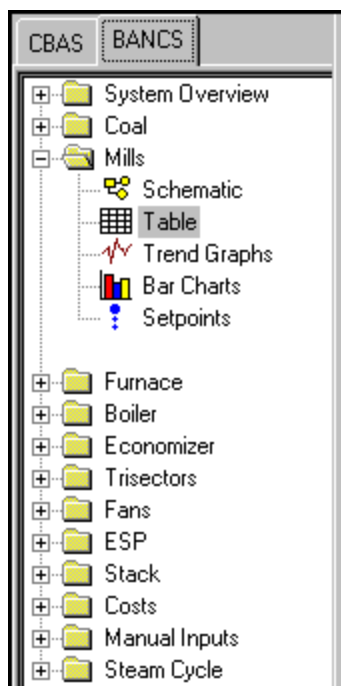 CBAS BANCS
System Overview
Coal
Mills
Schematic
Table
Trend Graphs
Bar Charts
Setpoints
Furnace
Boiler
Economizer
Trisectors
Fans
ESP
Stack
Costs
Manual Inputs
Steam Cycle